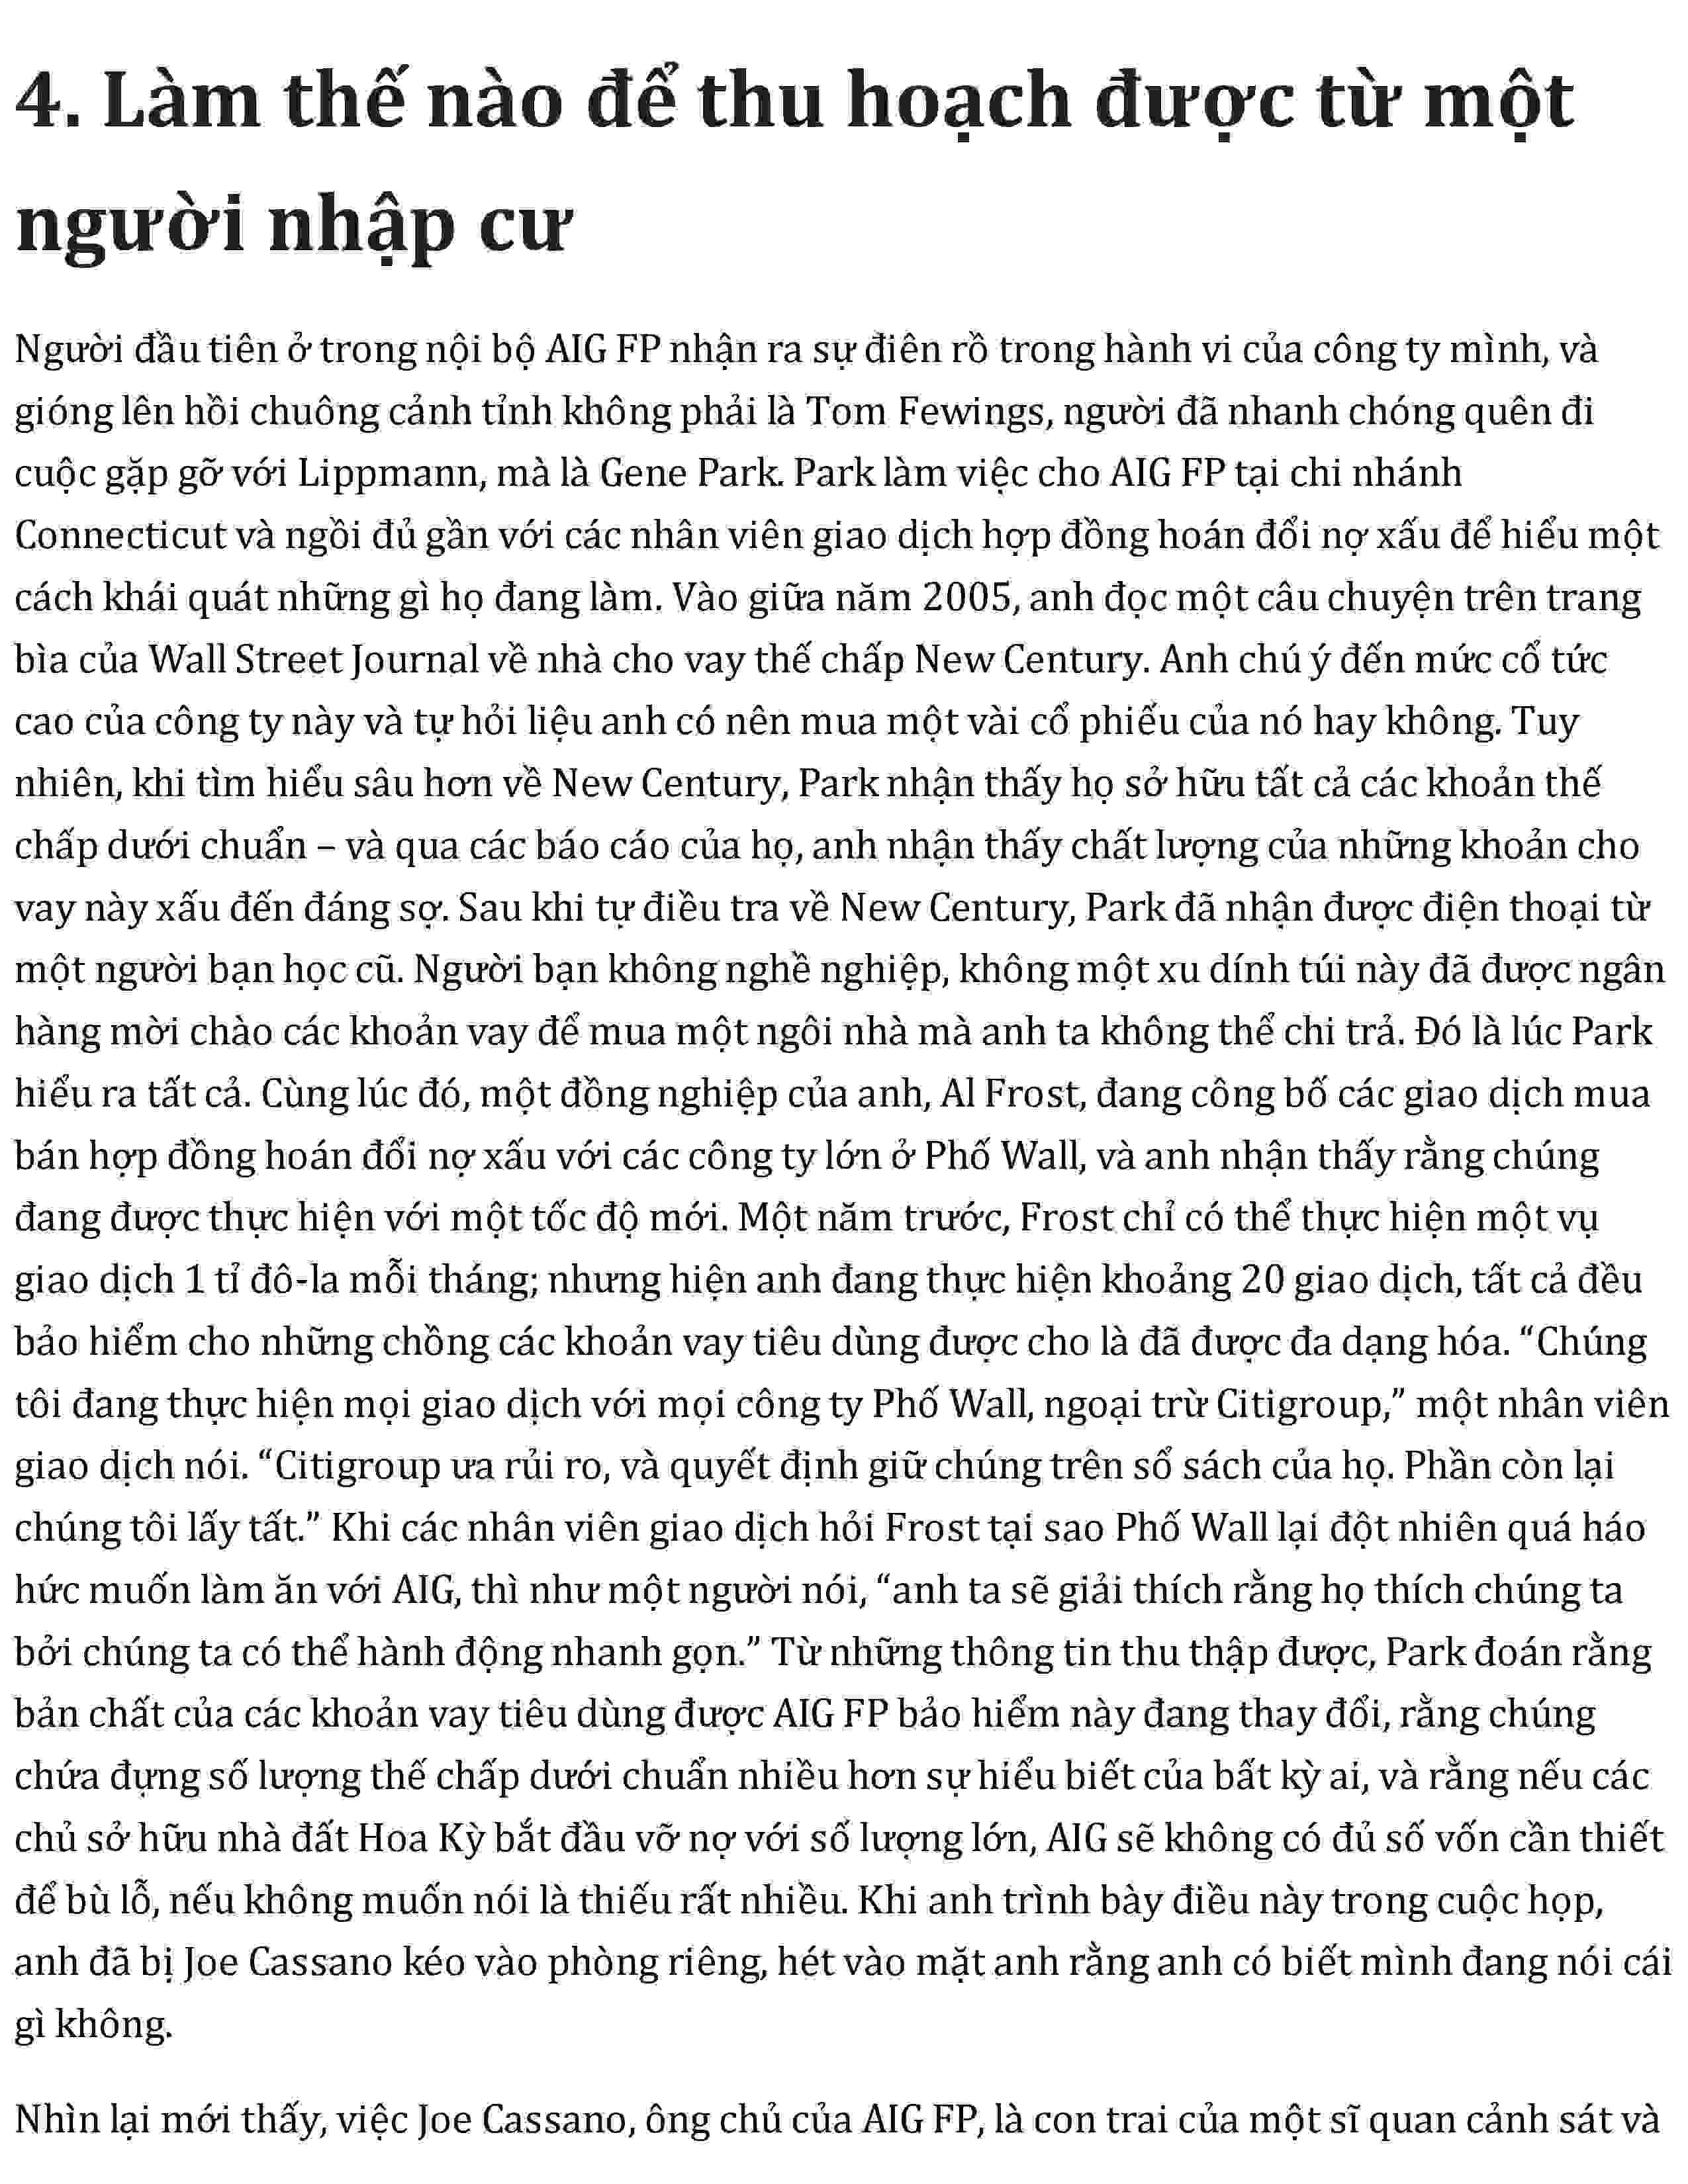 4. Làm thế nào để thu hoạch được từ một
người nhập cư
Người đầu tiên ở trong nội bộ AIG FP nhận ra sự điên rồ trong hành vi của công ty mình, và
gióng lên hồi chuông cảnh tỉnh không phải là Tom Fewings, người đã nhanh chóng quên đi
cuộc gặp gỡ với Lippmann, mà là Gene Park. Park làm việc cho AIG FP tại chi nhánh
Connecticut và ngồi đủ gần với các nhân viên giao dịch hợp đồng hoán đổi nợ xấu để hiểu một
cách khái quát những gì họ đang làm. Vào giữa năm 2005, anh đọc một câu chuyện trên trang
bìa của Wall Street Journal về nhà cho vay thế chấp New Century. Anh chú ý đến mức cổ tức
cao của công ty này và tự hỏi liệu anh có nên mua một vài cổ phiếu của nó hay không. Tuy
nhiên, khi tìm hiểu sâu hơn về New Century, Park nhận thấy họ sở hữu tất cả các khoản thế
chấp dưới chuẩn – và qua các báo cáo của họ, anh nhận thấy chất lượng của những khoản cho
vay này xấu đến đáng sợ. Sau khi tự điều tra về New Century, Park đã nhận được điện thoại từ
một người bạn học cũ. Người bạn không nghề nghiệp, không một xu dính túi này đã được ngân
hàng mời chào các khoản vay để mua một ngôi nhà mà anh ta không thể chi trả. Đó là lúc Park
hiểu ra tất cả. Cùng lúc đó, một đồng nghiệp của anh, Al Frost, đang công bố các giao dịch mua
bán hợp đồng hoán đổi nợ xấu với các công ty lớn ở Phố Wall, và anh nhận thấy rằng chúng
đang được thực hiện với một tốc độ mới. Một năm trước, Frost chỉ có thể thực hiện một vụ
giao dịch 1 tỉ đô-la mỗi tháng; nhưng hiện anh đang thực hiện khoảng 20 giao dịch, tất cả đều
bảo hiểm cho những chồng các khoản vay tiêu dùng được cho là đã được đa dạng hóa. “Chúng
tôi đang thực hiện mọi giao dịch với mọi công ty Phố Wall, ngoại trừ Citigroup,” một nhân viên
giao dịch nói. “Citigroup ưa rủi ro, và quyết định giữ chúng trên sổ sách của họ. Phần còn lại
chúng tôi lấy tất.” Khi các nhân viên giao dịch hỏi Frost tại sao Phố Wall lại đột nhiên quá háo
hức muốn làm ăn với AIG, thì như một người nói, “anh ta sẽ giải thích rằng họ thích chúng ta
bởi chúng ta có thể hành động nhanh gọn.” Từ những thông tin thu thập được, Park đoán rằng
bản chất của các khoản vay tiêu dùng được AIG FP bảo hiểm này đang thay đổi, rằng chúng
chứa đựng số lượng thế chấp dưới chuẩn nhiều hơn sự hiểu biết của bất kỳ ai, và rằng nếu các
chủ sở hữu nhà đất Hoa Kỳ bắt đầu vỡ nợ với số lượng lớn, AIG sẽ không có đủ số vốn cần thiết
để bù lỗ, nếu không muốn nói là thiếu rất nhiều. Khi anh trình bày điều này trong cuộc họp,
anh đã bị Joe Cassano kéo vào phòng riêng, hét vào mặt anh rằng anh có biết mình đang nói cái
gì không.
Nhìn lại mới thấy, việc Joe Cassano, ông chủ của AIG FP, là con trai của một sĩ quan cảnh sát và